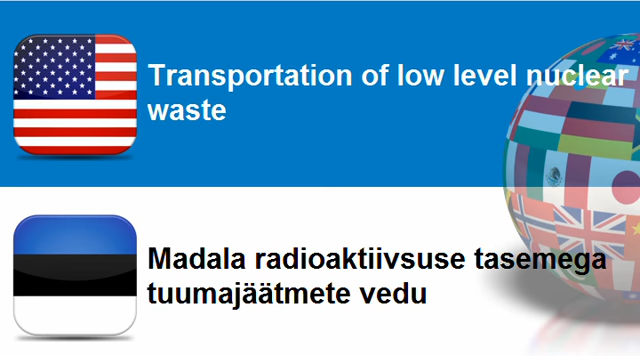 Transportation of low level nuclear
waste
Madala radioaktiivsuse tasemega
tuumajäätmete vedu